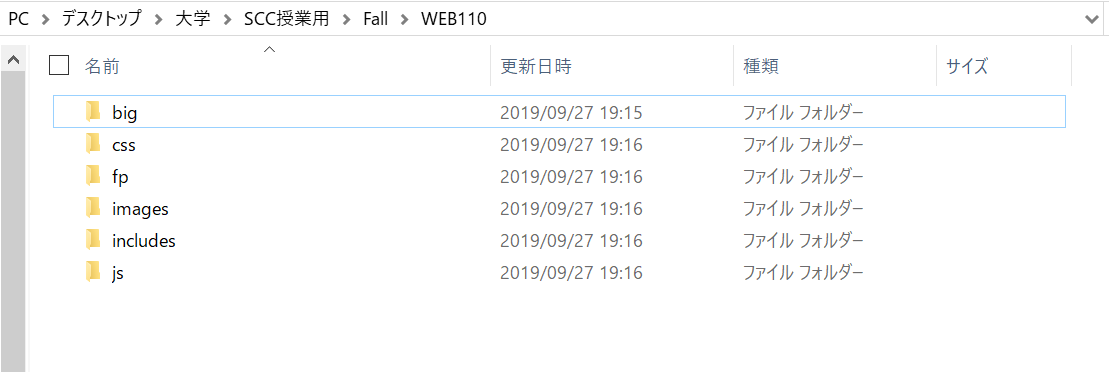 PC > デスクトップ > 大学 > SCC授業用 > Fall > WEB110
名前 更新日時 種類 サイズ
big 2019/09/27 19:15 ファイル フォルダー
css 2019/09/27 19:16 ファイル フォルダー
fp 2019/09/27 19:16 ファイル フォルダー
images 2019/09/27 19:16 ファイル フォルダー
includes 2019/09/27 19:16 ファイル フォルダー
js 2019/09/27 19:16 ファイル フォルダー